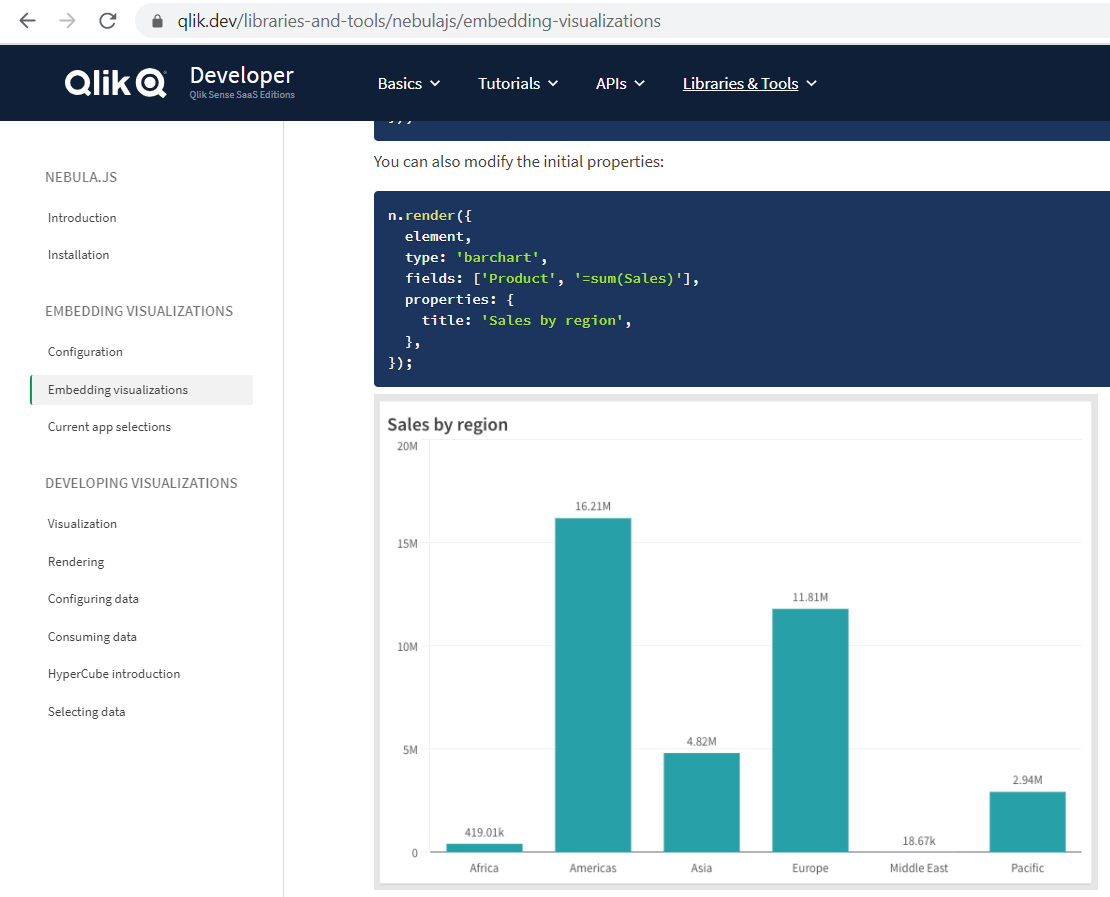 qlik.dev/libraries-and-tools/nebulajs/embedding-visualizations
Qlik Developer
Qlik Sense SaaS Editions
Basics Tutorials APIs Libraries & Tools
NEBULA.JS
Introduction
Installation
EMBEDDING VISUALIZATIONS
Configuration
Embedding visualizations
Current app selections
DEVELOPING VISUALIZATIONS
Visualization
Rendering
Configuring data
Consuming data
HyperCube introduction
Selecting data
You can also modify the initial properties:
n.render({
element,
type: 'barchart',
fields: ['Product', '=sum(Sales)'],
properties: {
title: 'Sales by region',
},
});
Sales by region
20M
16.21M
15M
11.81M
10M
4.82M
5M
2.94M
419.01k
18.67k
0
Africa Americas Asia Europe Middle East Pacific